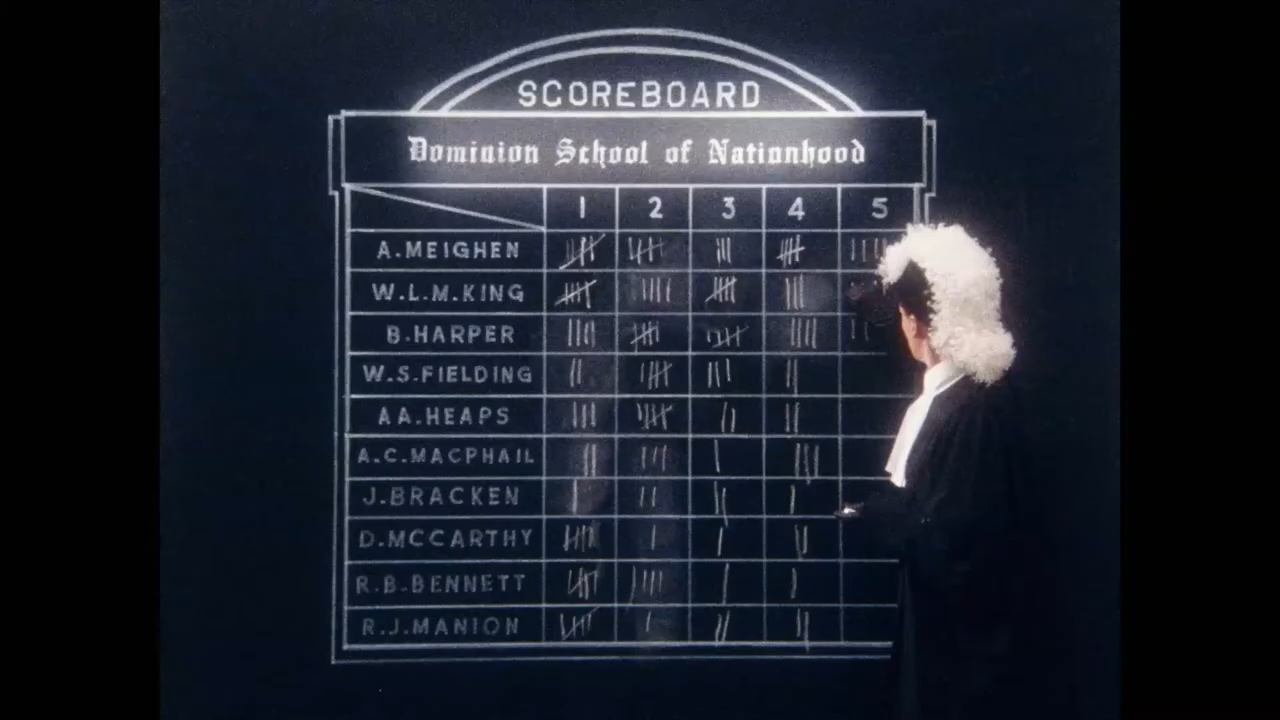 SCOREBOARD
Dominion School of Nationhood
1 2 3 4 5
A.MEIGHEN
W.L.M.KING
B.HARPER
W.S.FIELDING
AA.HEAPS
A.C.MACPHAIL
J.BRACKEN
D.MCCARTHY
R.B.BENNETT
R.J.MANION